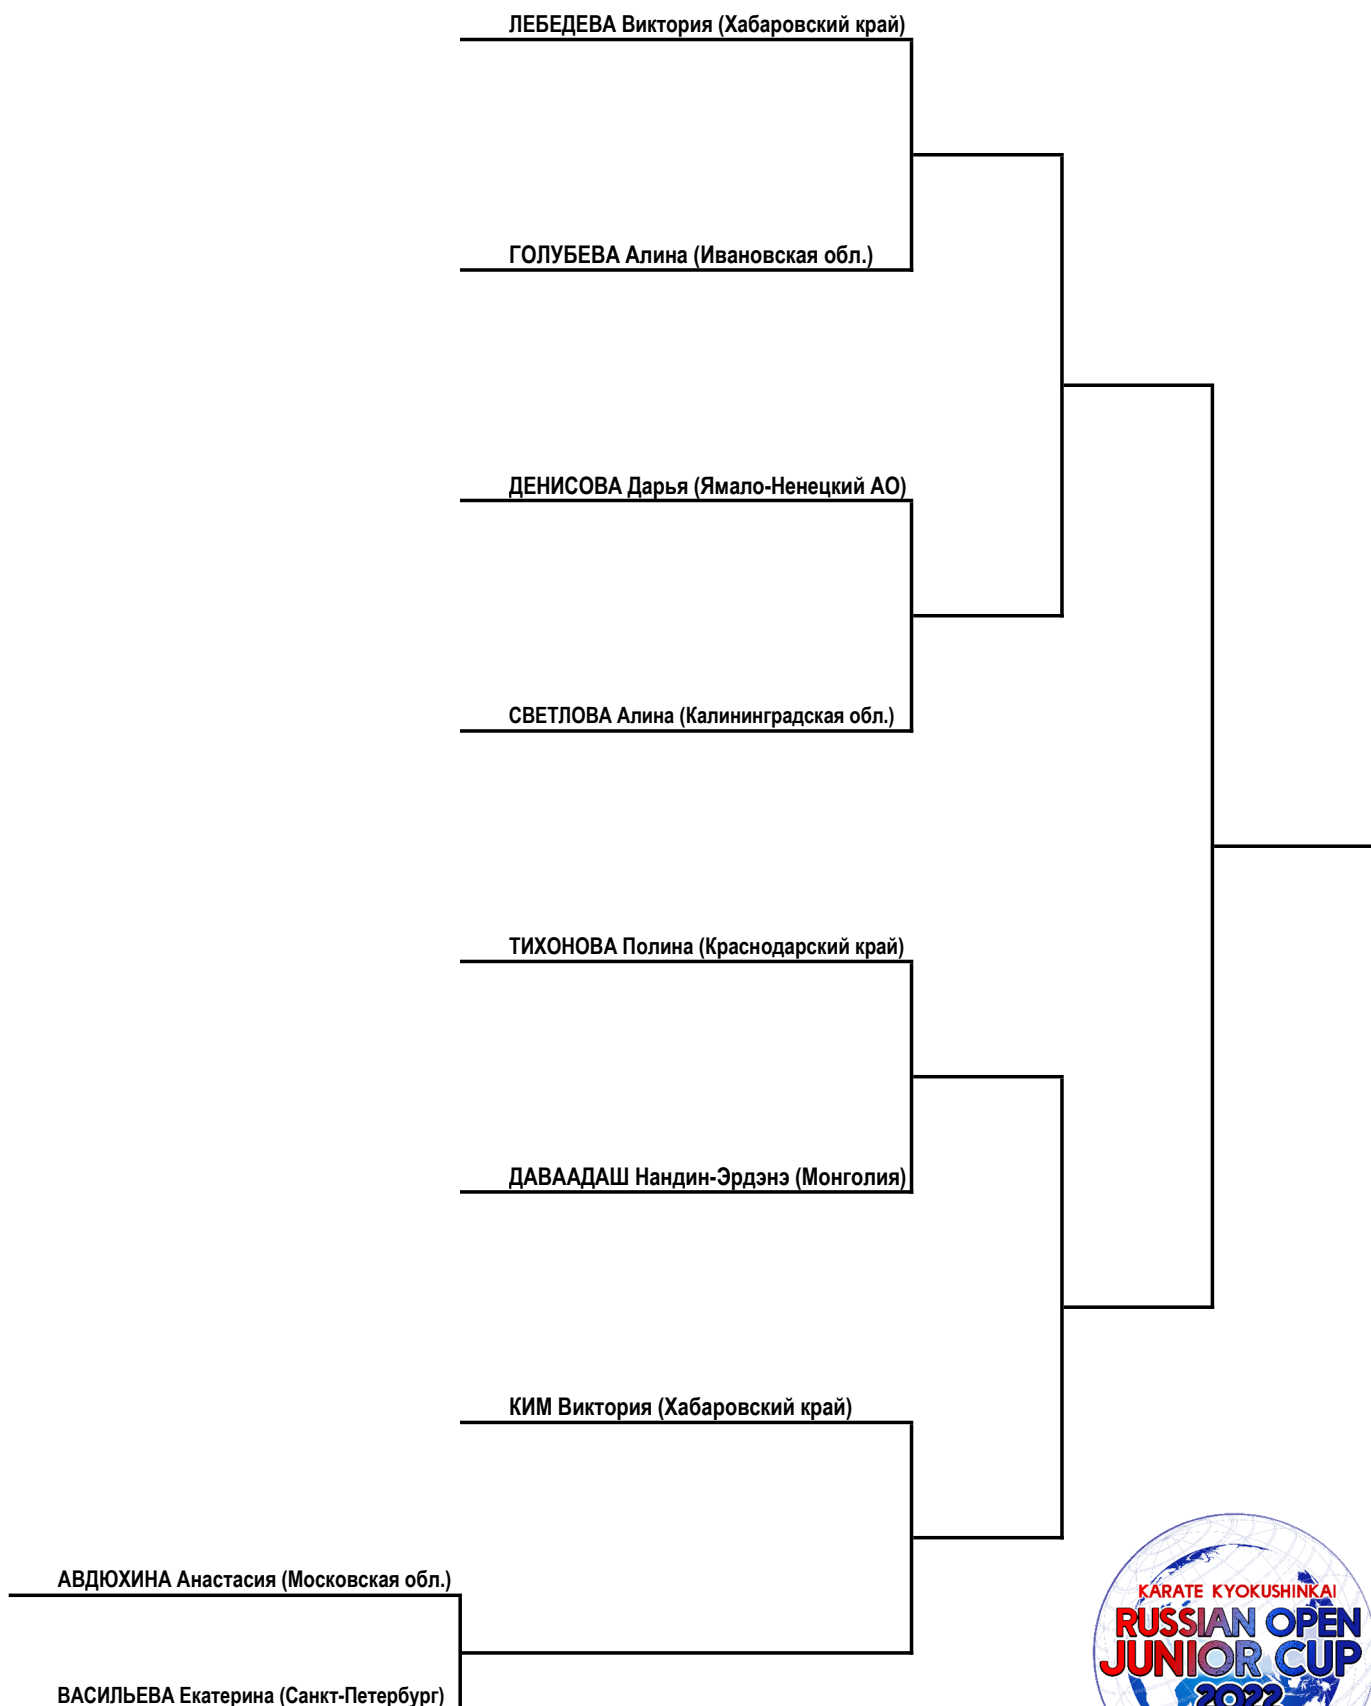 ЛЕБЕДЕВА Виктория (Хабаровский край)
ГОЛУБЕВА Алина (Ивановская обл.)
ДЕНИСОВА Дарья (Ямало-Ненецкий АО)
СВЕТЛОВА Алина (Калининградская обл.)
ТИХОНОВА Полина (Краснодарский край)
ДАВААДАШ Нандин-Эрдэнэ (Монголия)
КИМ Виктория (Хабаровский край)
АВДЮХИНА Анастасия (Московская обл.)
ВАСИЛЬЕВА Екатерина (Санкт-Петербург)
KARATE KYOKUSHINKAI
RUSSIAN OPEN
JUNIOR CUP
2022